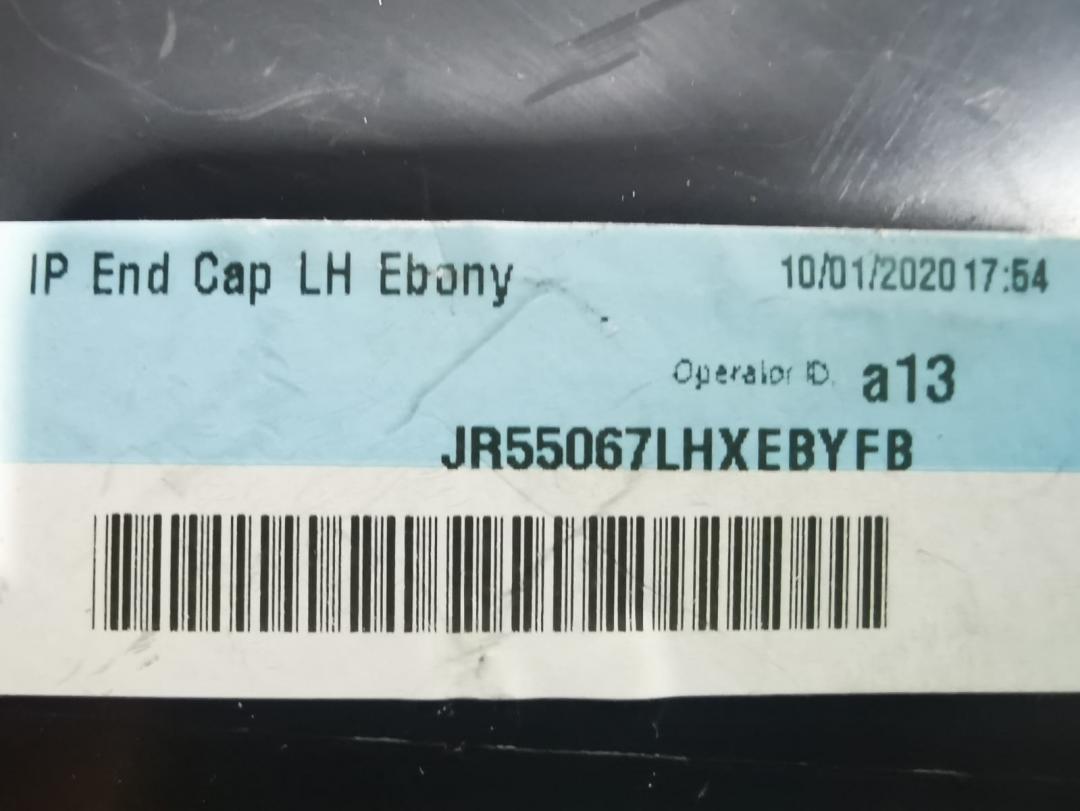 IP End Cap LH Ebony 10/01/2020 17:54
Operator ID. a13
JR55067LHXEBYFB